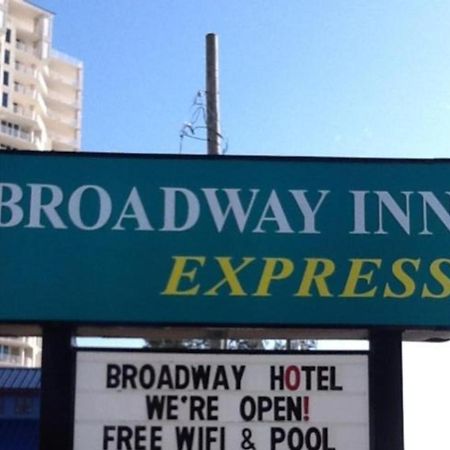 BROADWAY INN
EXPRESS
BROADWAY HOTEL
WE'RE OPEN!
FREE WIFI & POOL